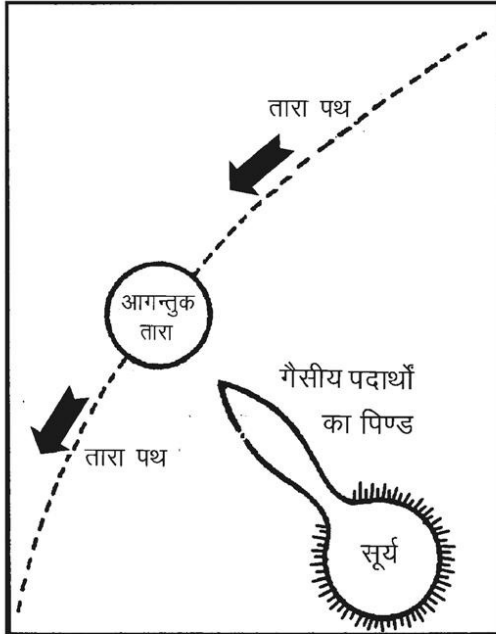 तारा पथ
आगन्तुक
तारा
गैसीय पदार्थों
का पिण्ड
तारा पथ
सूर्य